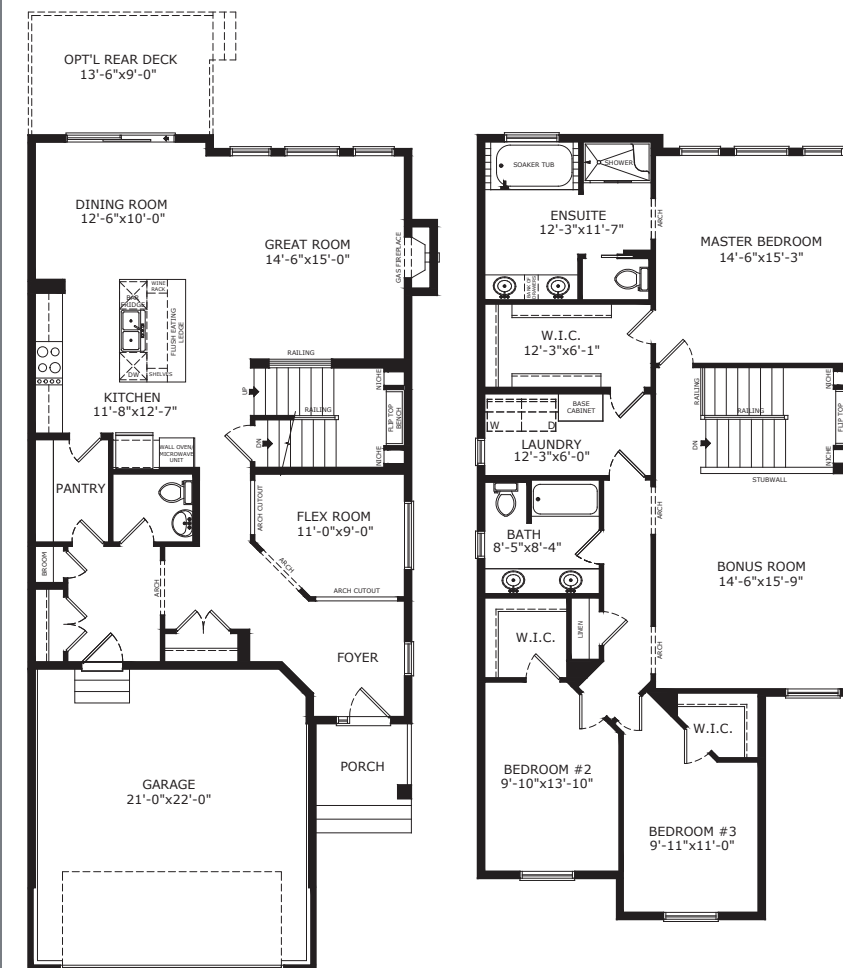 OPT'L REAR DECK
13'-6"x9'-0"
DINING ROOM
12'-6"x10'-0"
GREAT ROOM
14'-6"x15'-0"
GAS FIREPLACE
BAR
FRIDGE
WINE
RACK
FLUSH EATING
LEDGE
DW
SHELVES
KITCHEN
11'-8"x12'-7"
RAILING
UP
RAILING
DN
NICHE
FLIP TOP
BENCH
NICHE
WALL OVEN/
MICROWAVE
UNIT
PANTRY
ARCH CUTOUT
FLEX ROOM
11'-0"x9'-0"
ARCH
ARCH CUTOUT
BROOM
ARCH
FOYER
PORCH
GARAGE
21'-0"x22'-0"
SOAKER TUB
SHOWER
ENSUITE
12'-3"x11'-7"
ARCH
BANK OF
DRAWERS
MASTER BEDROOM
14'-6"x15'-3"
W.I.C.
12'-3"x6'-1"
BASE
CABINET
W
D
LAUNDRY
12'-3"x6'-0"
RAILING
RAILING
DN
NICHE
FLIP TOP
NICHE
STUBWALL
BATH
8'-5"x8'-4"
ARCH
BONUS ROOM
14'-6"x15'-9"
ARCH
W.I.C.
LINEN
W.I.C.
BEDROOM #2
9'-10"x13'-10"
BEDROOM #3
9'-11"x11'-0"